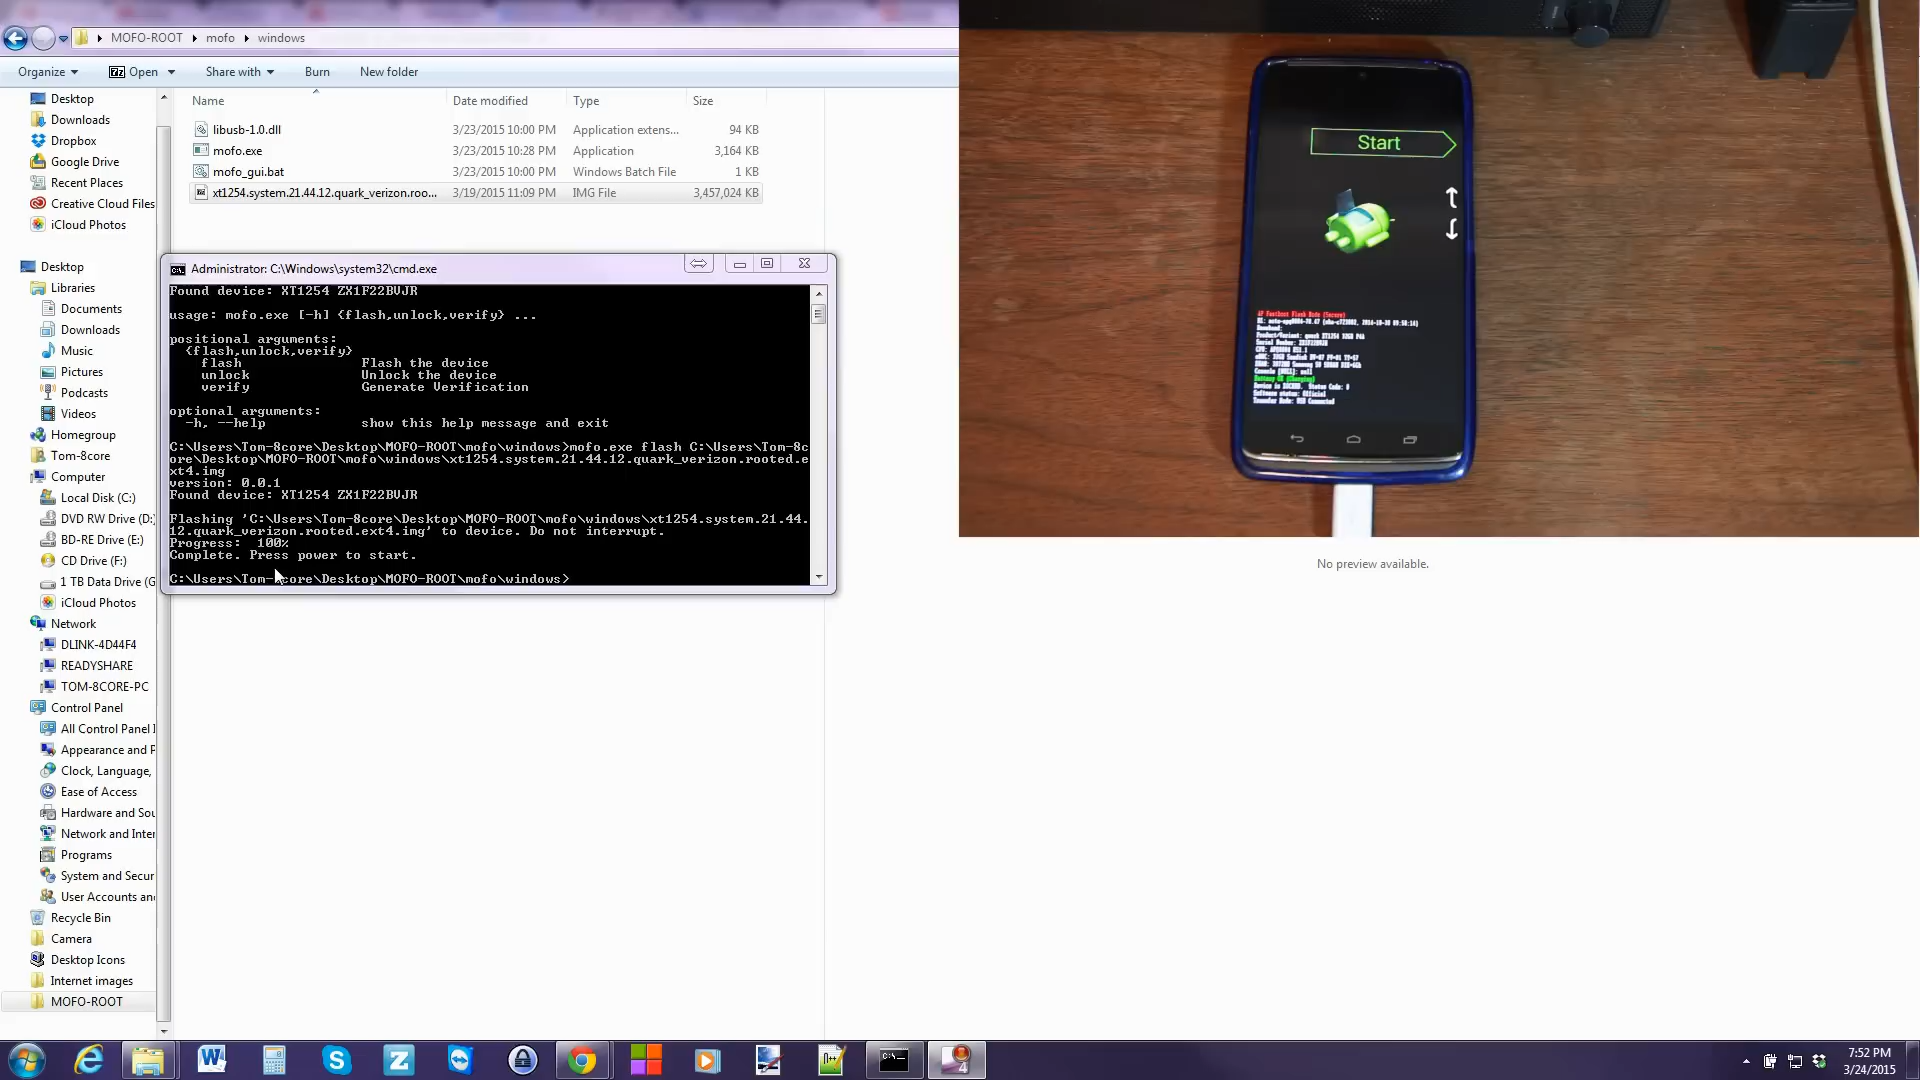 MOFO-ROOT
mofo
windows
Organize
Open
Share with
Burn
New folder
Name
Date modified
Type
Size
libusb-1.0.dll
3/23/2015 10:00 PM
Application extens...
94 KB
mofo.exe
3/23/2015 10:28 PM
Application
3,164 KB
mofo_gui.bat
3/23/2015 10:00 PM
Windows Batch File
1 KB
xt1254.system.21.44.12.quark_verizon.roo...
3/19/2015 11:09 PM
IMG File
3,457,024 KB
Desktop
Downloads
Dropbox
Google Drive
Recent Places
Creative Cloud Files
iCloud Photos
Desktop
Libraries
Documents
Downloads
Music
Pictures
Podcasts
Videos
Homegroup
Tom-8core
Computer
Local Disk (C:)
DVD RW Drive (D:)
BD-RE Drive (E:)
CD Drive (F:)
1 TB Data Drive (G
iCloud Photos
Network
DLINK-4D44F4
READYSHARE
TOM-8CORE-PC
Control Panel
All Control Panel I
Appearance and P
Clock, Language,
Ease of Access
Hardware and Sou
Network and Inter
Programs
System and Secur
User Accounts an
Recycle Bin
Camera
Desktop Icons
Internet images
MOFO-ROOT
Administrator: C:\Windows\system32\cmd.exe
Found device: XT1254 ZX1F22BVJR
usage: mofo.exe [-h] {flash,unlock,verify} ...
positional arguments:
{flash,unlock,verify}
flash Flash the device
unlock Unlock the device
verify Generate Verification
optional arguments:
-h, --help show this help message and exit
C:\Users\Tom-8core\Desktop\MOFO-ROOT\mofo\windows>mofo.exe flash C:\Users\Tom-8c
ore\Desktop\MOFO-ROOT\mofo\windows\xt1254.system.21.44.12.quark_verizon.rooted.e
xt4.img
version: 0.0.1
Found device: XT1254 ZX1F22BVJR
Flashing 'C:\Users\Tom-8core\Desktop\MOFO-ROOT\mofo\windows\xt1254.system.21.44.
12.quark_verizon.rooted.ext4.img' to device. Do not interrupt.
Progress: 100%
Complete. Press power to start.
C:\Users\Tom-8core\Desktop\MOFO-ROOT\mofo\windows>
Start
AP Fastboot Flash Mode (Secure)
No preview available.
7:52 PM
3/24/2015